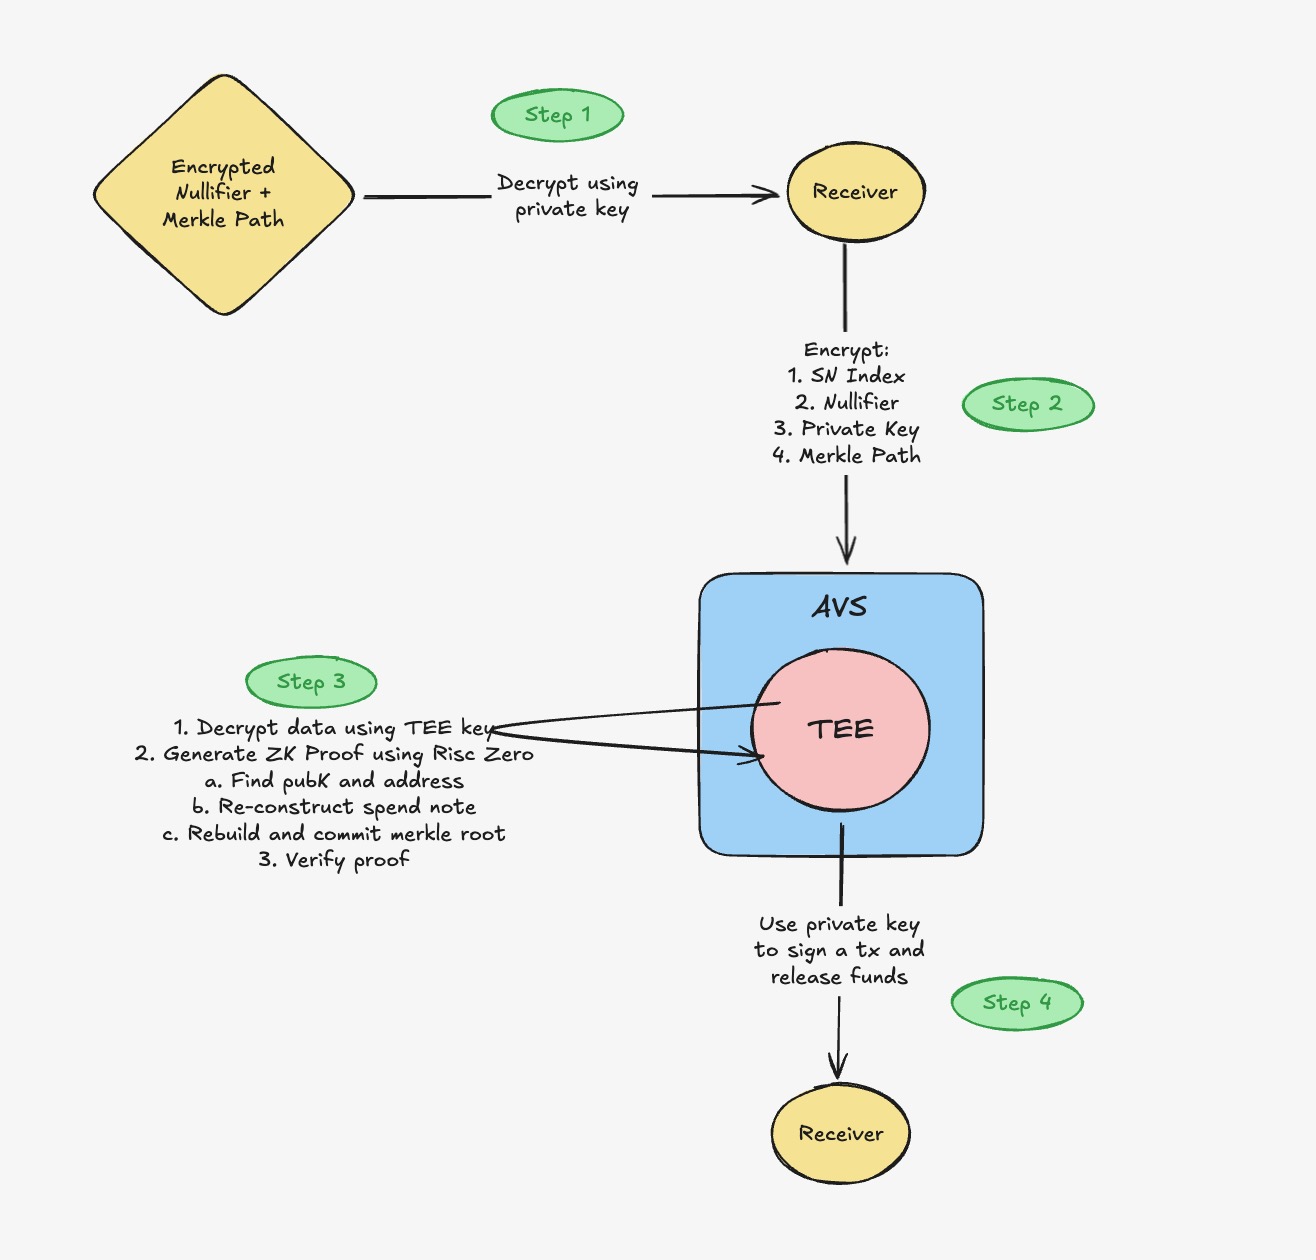 Step 1
Encrypted
Nullifier +
Merkle Path
Decrypt using
private key
Receiver
Encrypt:
1. SN Index
2. Nullifier
3. Private Key
4. Merkle Path
Step 2
AVS
TEE
Step 3
1. Decrypt data using TEE key
2. Generate ZK Proof using Risc Zero
a. Find pubK and address
b. Re-construct spend note
c. Rebuild and commit merkle root
3. Verify proof
Use private key
to sign a tx and
release funds
Step 4
Receiver